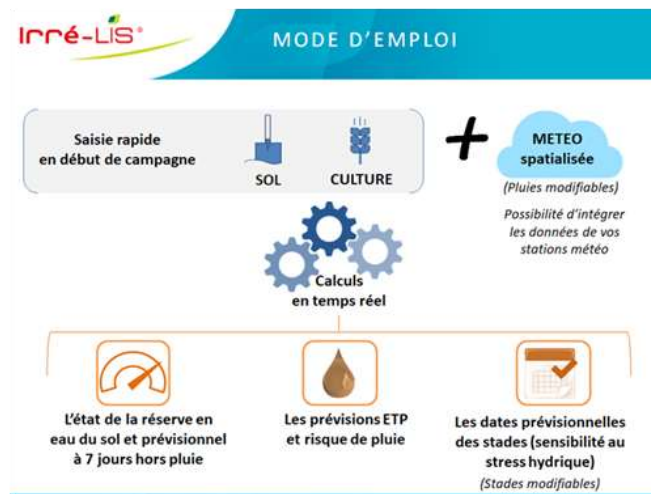 Irré-LIS®
MODE D'EMPLOI
Saisie rapide
en début de campagne
SOL
CULTURE
+
METEO
spatialisée
(Pluies modifiables)
Possibilité d'intégrer
les données de vos
stations météo
Calculs
en temps réel
L'état de la réserve en
eau du sol et prévisionnel
à 7 jours hors pluie
Les prévisions ETP
et risque de pluie
Les dates prévisionnelles
des stades (sensibilité au
stress hydrique)
(Stades modifiables)